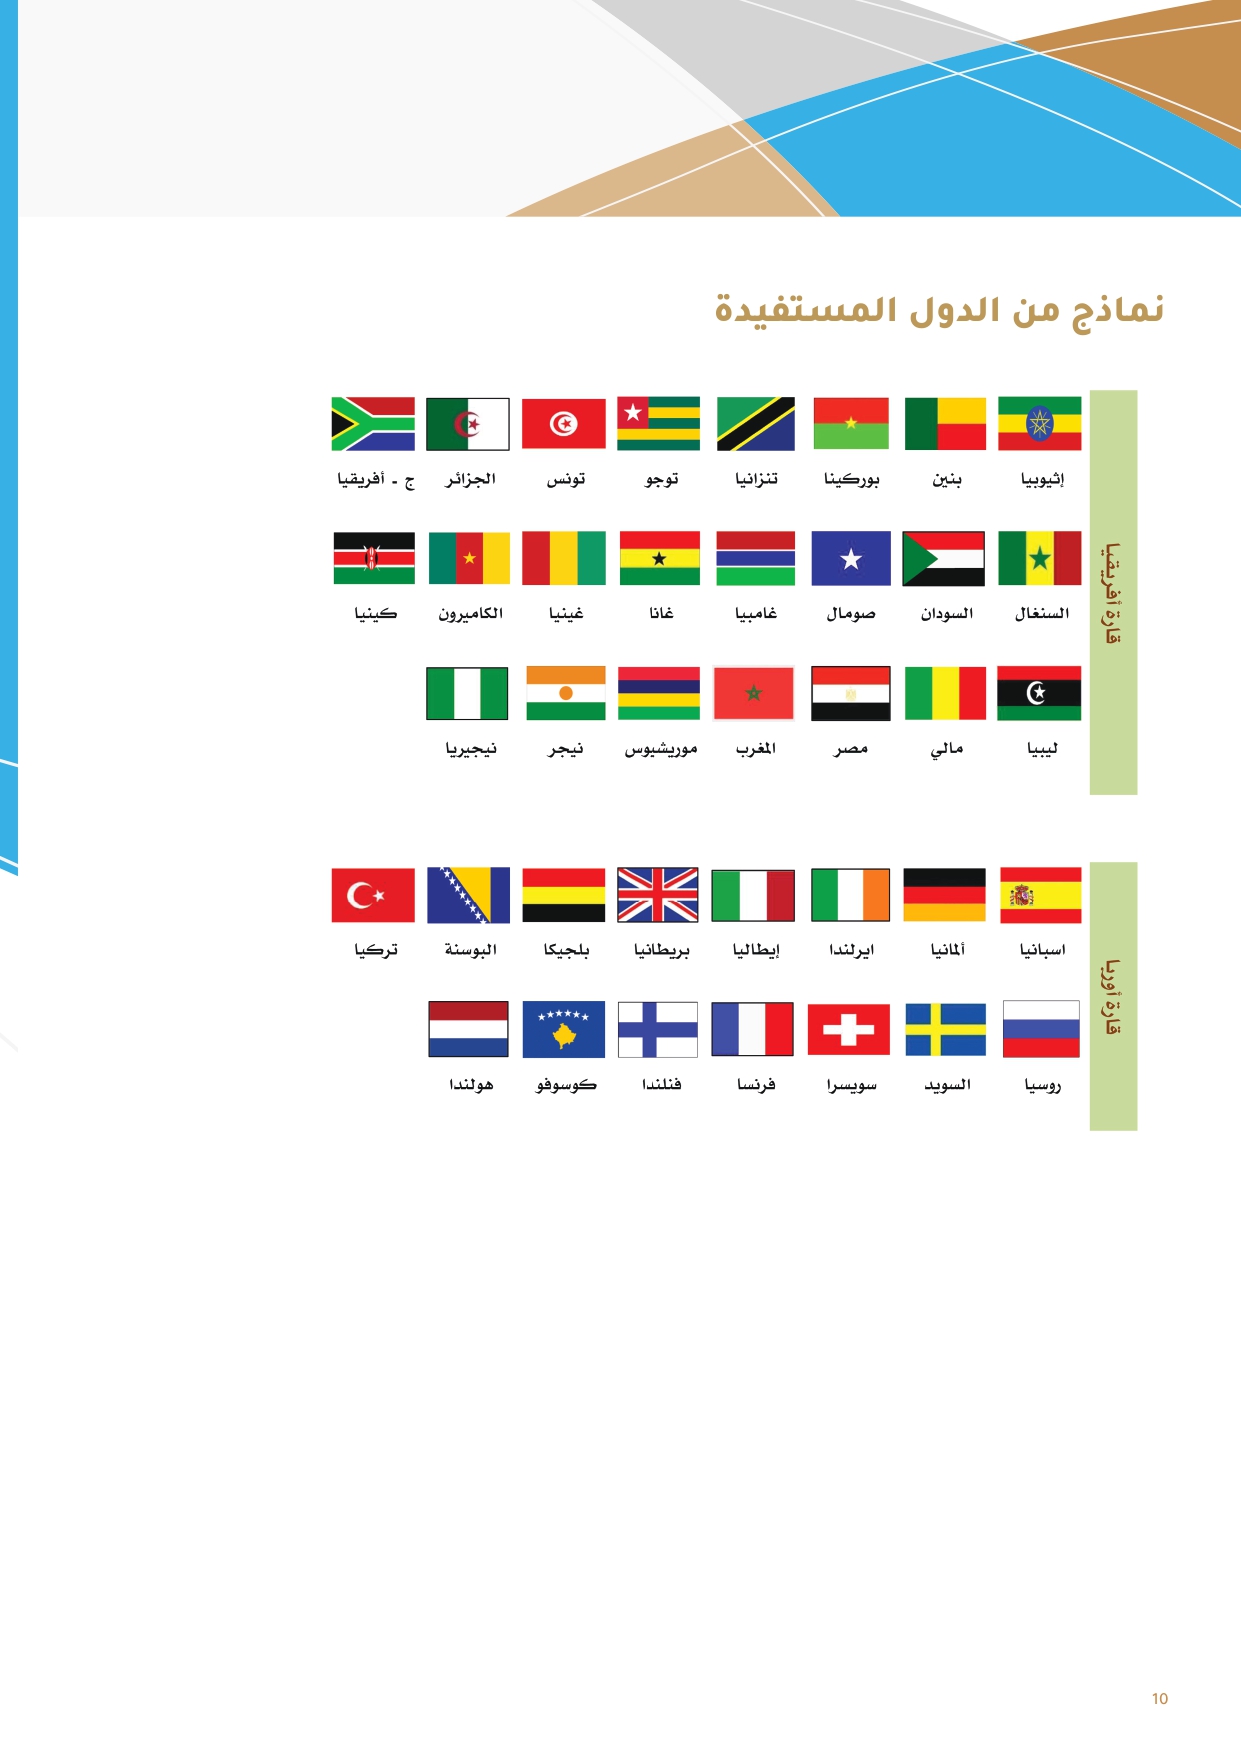 نماذج من الدول المستفيدة
قارة أفريقيا
إثيوبيا بنين بوركينا تنزانيا توجو تونس الجزائر ج - أفريقيا
السنغال السودان صومال غامبيا غانا غينيا الكاميرون كينيا
ليبيا مالي مصر المغرب موريشيوس نيجر نيجيريا
قارة أوربا
اسبانيا ألمانيا ايرلندا إيطاليا بريطانيا بلجيكا البوسنة تركيا
روسيا السويد سويسرا فرنسا فنلندا كوسوفو هولندا
10